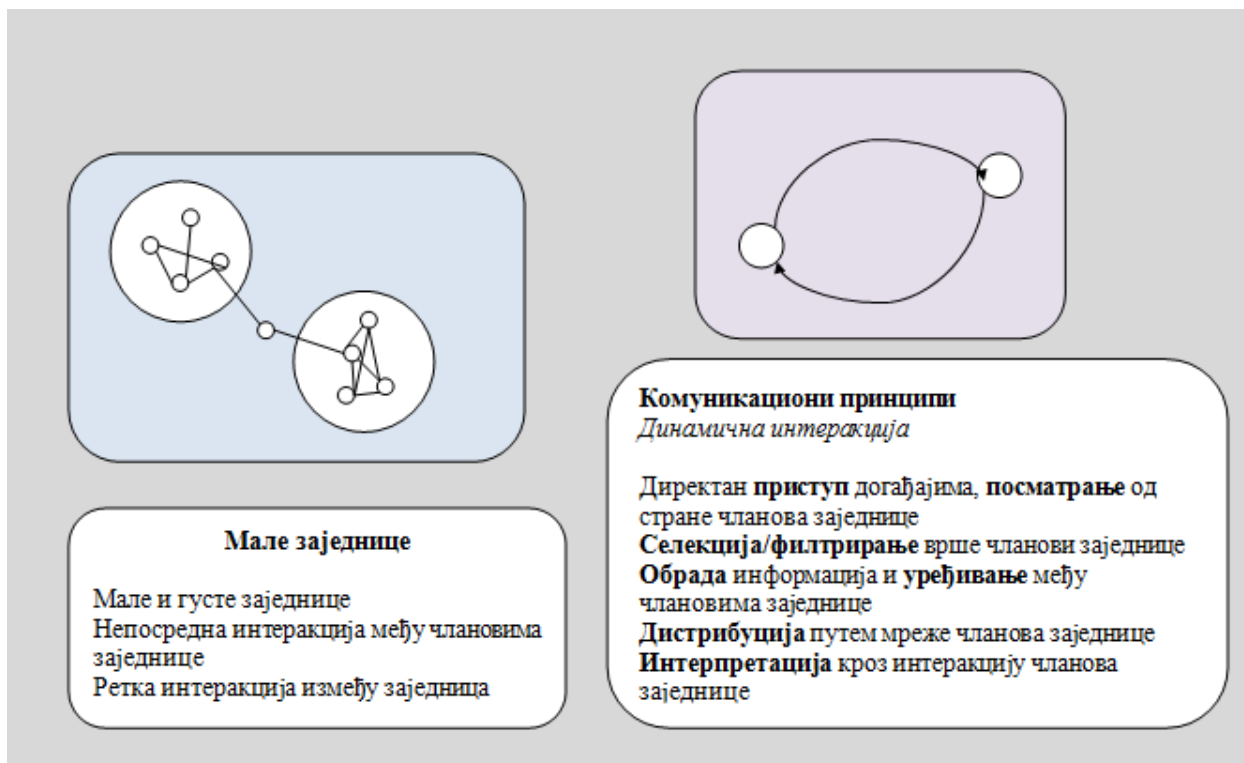 Мале заједнице
Мале и густе заједнице
Непосредна интеракција међу члановима
заједнице
Ретка интеракција између заједница
Комуникациони принципи
Динамична интеракција
Директан приступ догађајима, посматрање од
стране чланова заједнице
Селекција/филтрирање врше чланови заједнице
Обрада информација и уређивање међу
члановима заједнице
Дистрибуција путем мреже чланова заједнице
Интерпретација кроз интеракцију чланова
заједнице